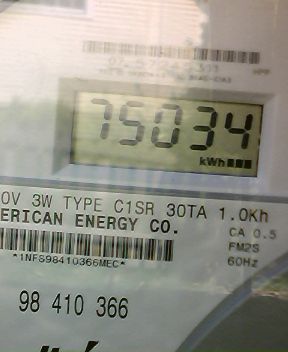 75034
kWh
0V 3W TYPE C1SR 30TA 1.0Kh
ERICAN ENERGY CO.
CA 0.5
FM2S
60Hz
*1NFS98410366MEC*
98 410 366